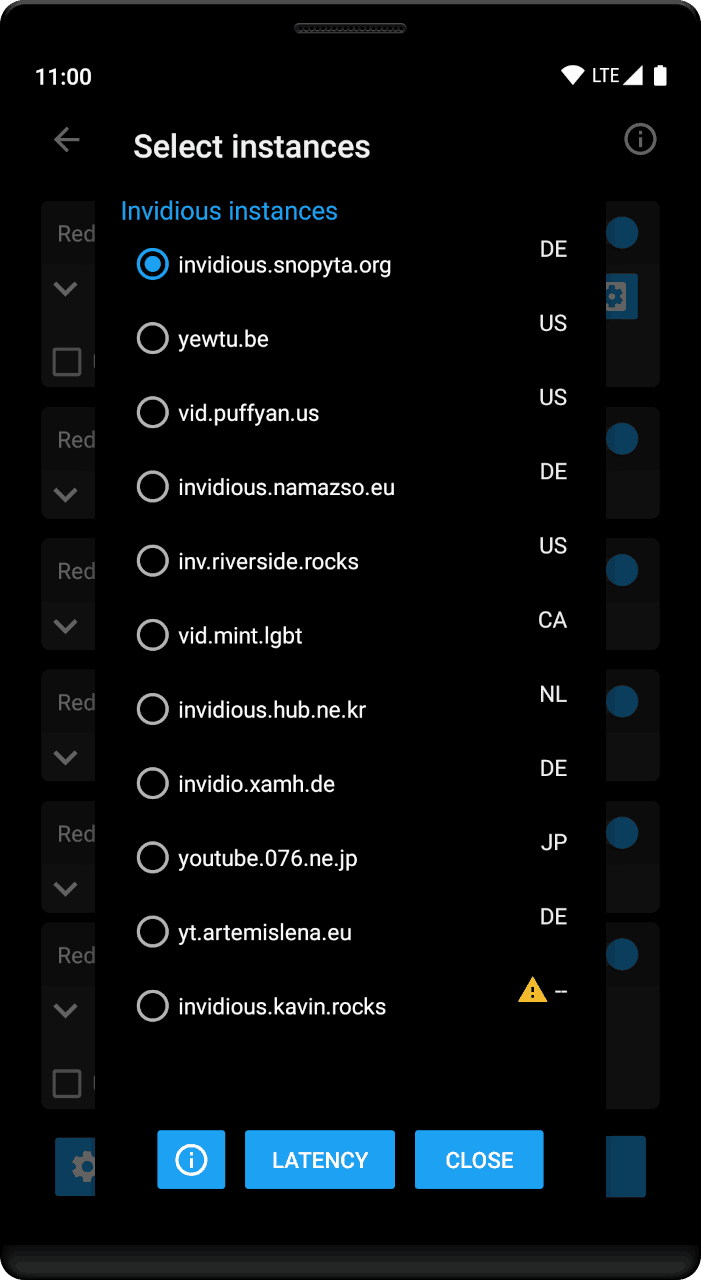 11:00 LTE
Select instances
Invidious instances
Red
invidious.snopyta.org DE
yewtu.be US
vid.puffyan.us US
Red
invidious.namazso.eu DE
inv.riverside.rocks US
Red
vid.mint.lgbt CA
invidious.hub.ne.kr NL
Red
invidio.xamh.de DE
youtube.076.ne.jp JP
Red
yt.artemislena.eu DE
Red
invidious.kavin.rocks --
LATENCY CLOSE